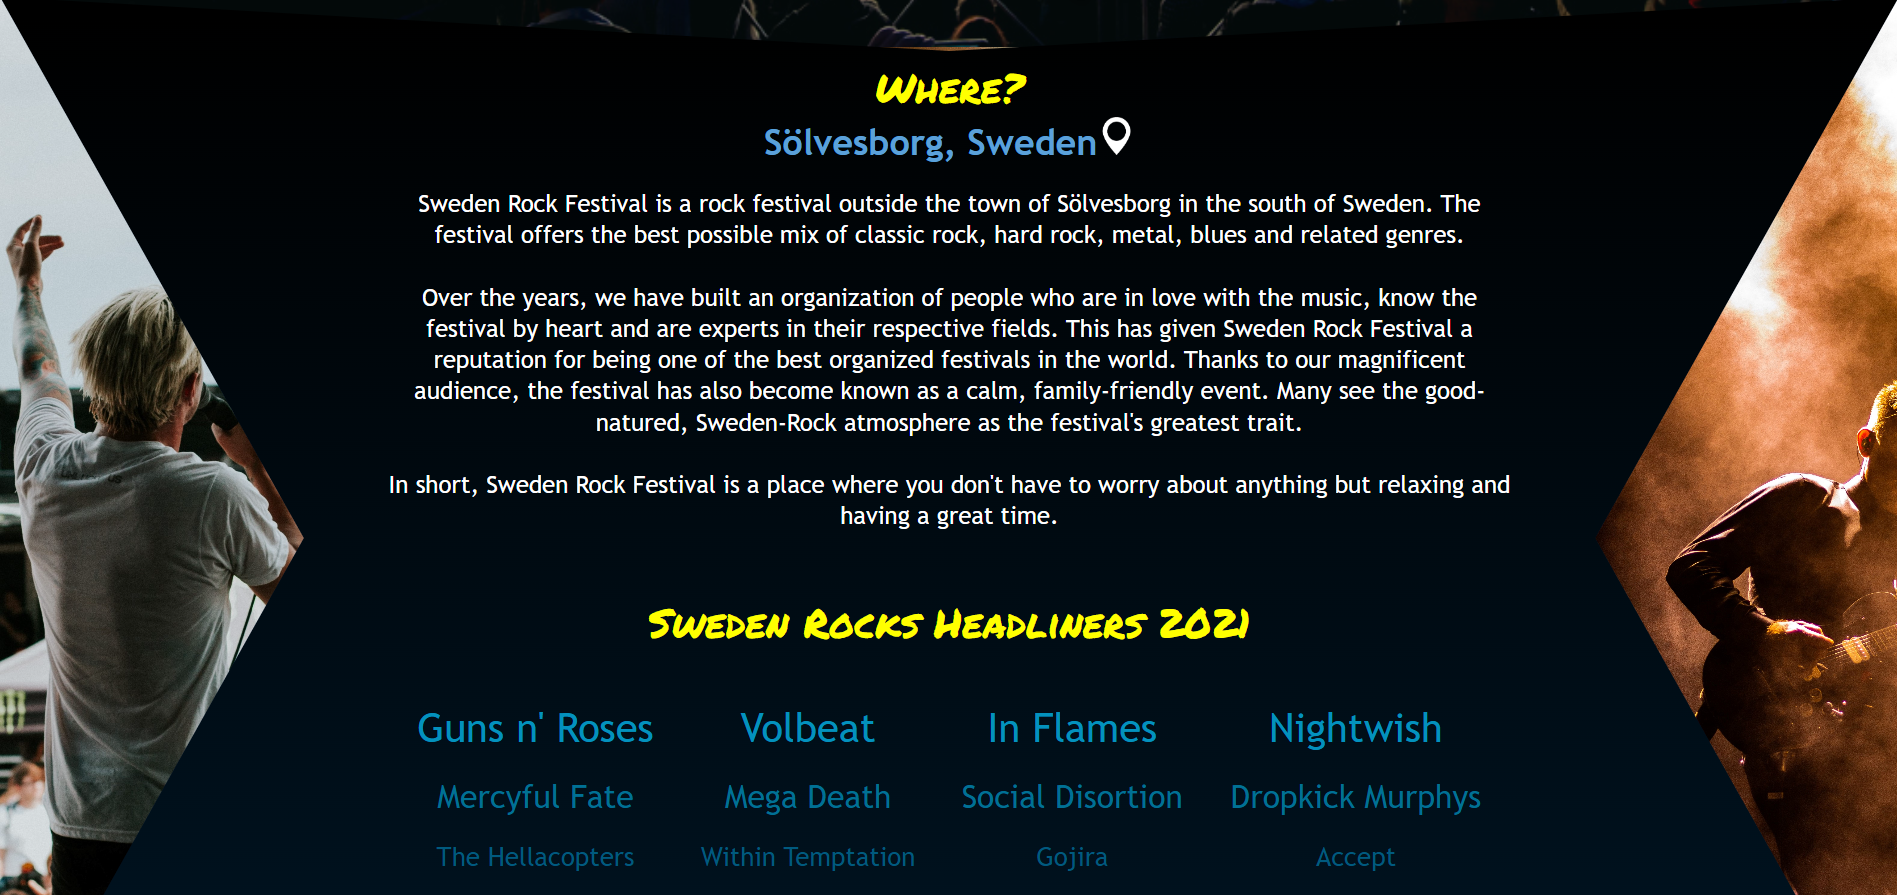 Where?
Sölvesborg, Sweden
Sweden Rock Festival is a rock festival outside the town of Sölvesborg in the south of Sweden. The
festival offers the best possible mix of classic rock, hard rock, metal, blues and related genres.
Over the years, we have built an organization of people who are in love with the music, know the
festival by heart and are experts in their respective fields. This has given Sweden Rock Festival a
reputation for being one of the best organized festivals in the world. Thanks to our magnificent
audience, the festival has also become known as a calm, family-friendly event. Many see the good-
natured, Sweden-Rock atmosphere as the festival's greatest trait.
In short, Sweden Rock Festival is a place where you don't have to worry about anything but relaxing and
having a great time.
Sweden Rocks Headliners 2021
Guns n' Roses Volbeat In Flames Nightwish
Mercyful Fate Mega Death Social Disortion Dropkick Murphys
The Hellacopters Within Temptation Gojira Accept